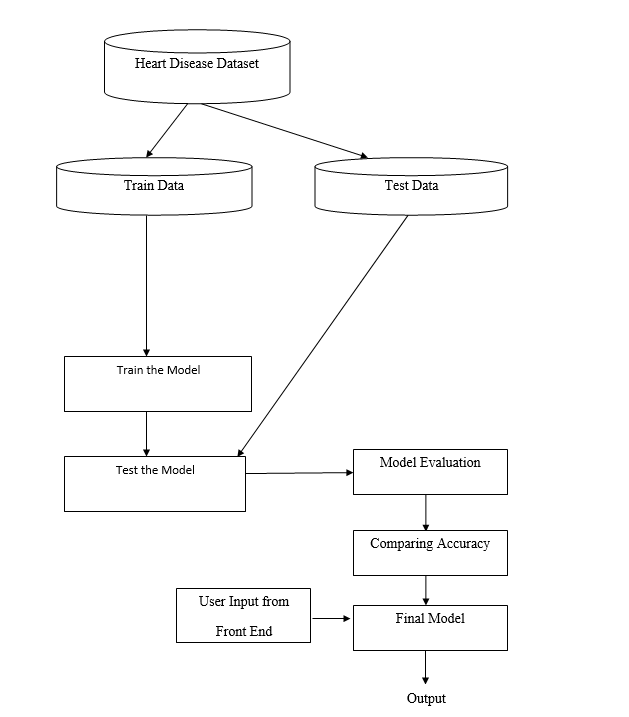 Heart Disease Dataset
Train Data
Test Data
Train the Model
Test the Model
Model Evaluation
Comparing Accuracy
User Input from
Front End
Final Model
Output